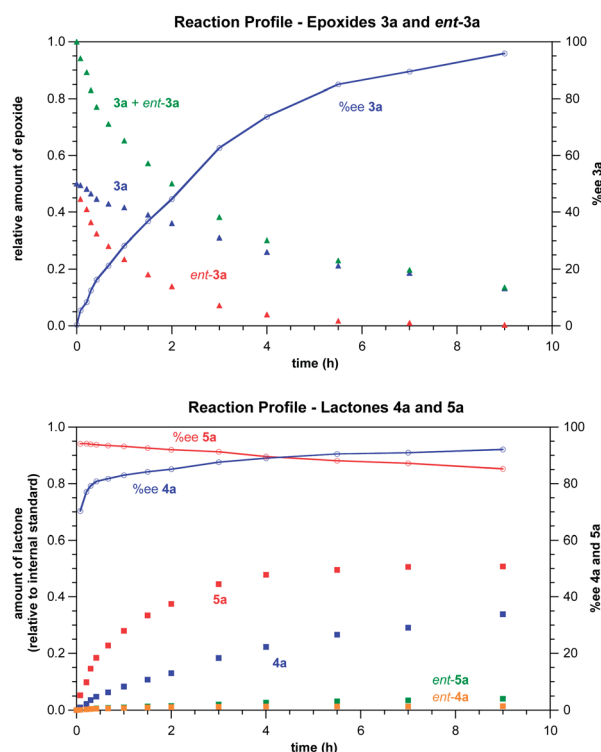 Reaction Profile - Epoxides 3a and ent-3a
relative amount of epoxide
1.0
0.8
0.6
0.4
0.2
0.0
3a + ent-3a
3a
ent-3a
%ee 3a
100
80
60
40
20
0
%ee 3a
0
2
4
6
8
10
time (h)
Reaction Profile - Lactones 4a and 5a
amount of lactone
(relative to internal standard)
1.0
0.8
0.6
0.4
0.2
0.0
%ee 5a
%ee 4a
5a
4a
ent-5a
ent-4a
100
80
60
40
20
0
%ee 4a and 5a
0
2
4
6
8
10
time (h)